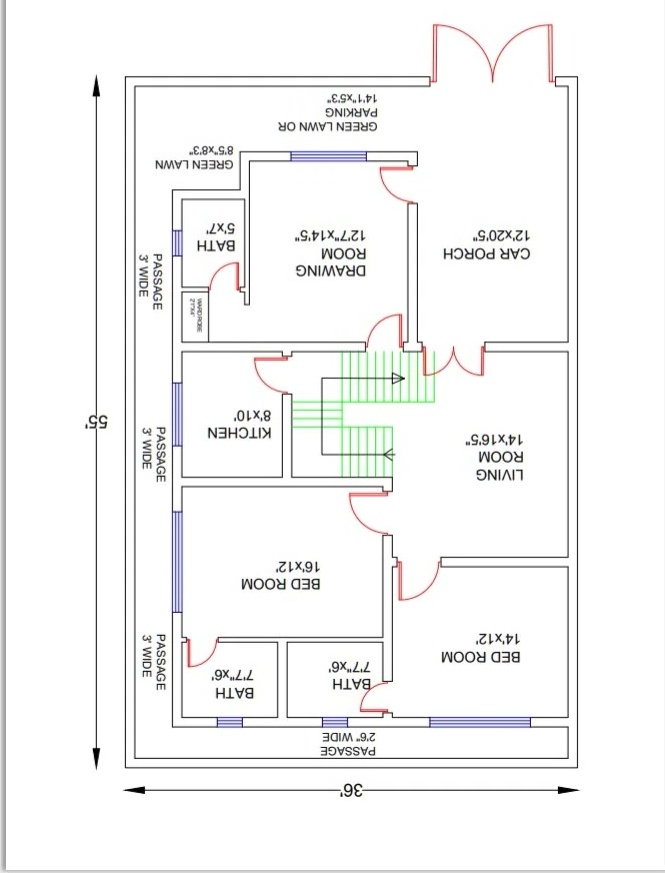 36'
PASSAGE
2'6" WIDE
BED ROOM
14'x12'
BATH
7'7"x6'
BATH
7'7"x6'
PASSAGE
3' WIDE
BED ROOM
16'x12'
LIVING
ROOM
14'x16'5"
KITCHEN
8'x10'
PASSAGE
3' WIDE
55'
CAR PORCH
12'x20'5"
DRAWING
ROOM
12'7"x14'5"
WARDROBE
BATH
5'x7'
PASSAGE
3' WIDE
GREEN LAWN
8'5"x8'3"
GREEN LAWN OR
PARKING
14'1"x5'3"